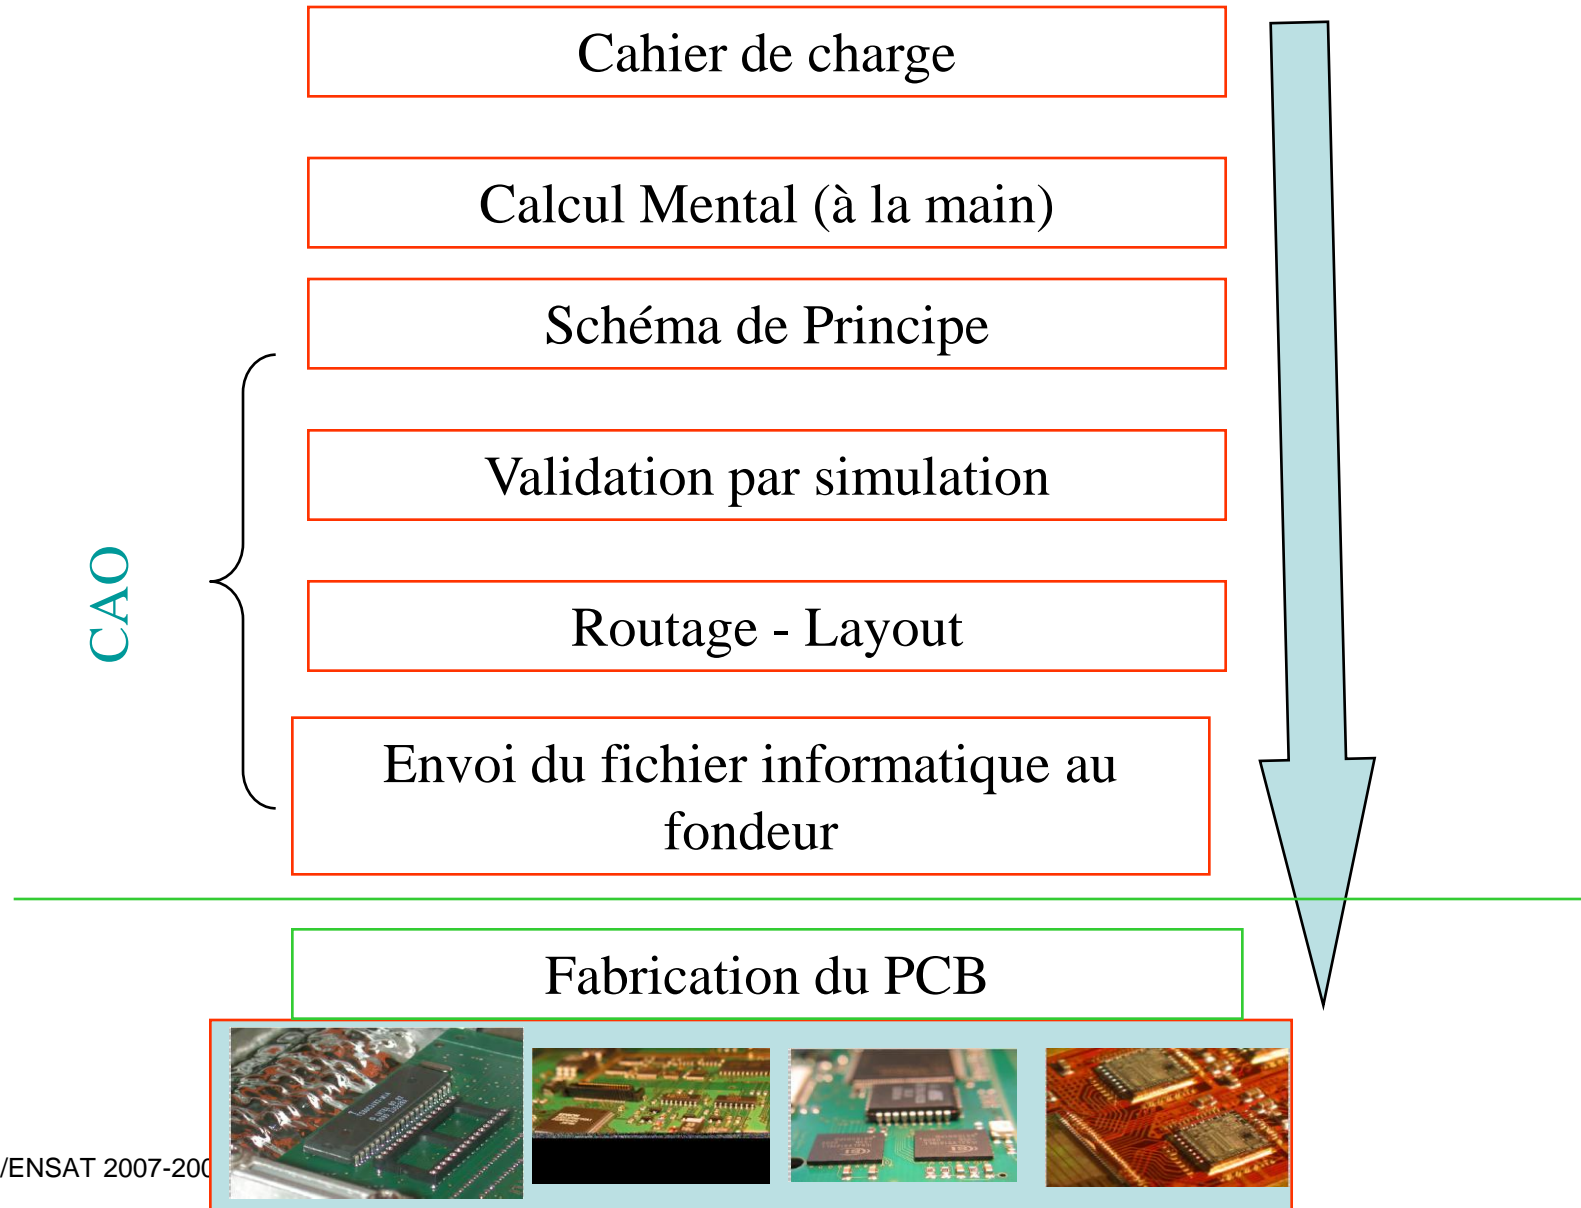 Cahier de charge
Calcul Mental (à la main)
Schéma de Principe
Validation par simulation
CAO
Routage - Layout
Envoi du fichier informatique au
fondeur
Fabrication du PCB
/ENSAT 2007-200